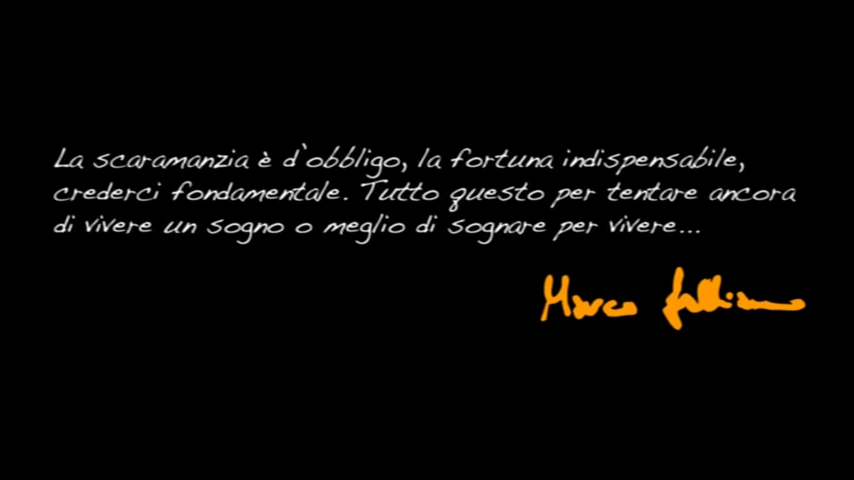 La scaramanzia è d'obbligo, la fortuna indispensabile,
crederci fondamentale. Tutto questo per tentare ancora
di vivere un sogno o meglio di sognare per vivere...
Marco